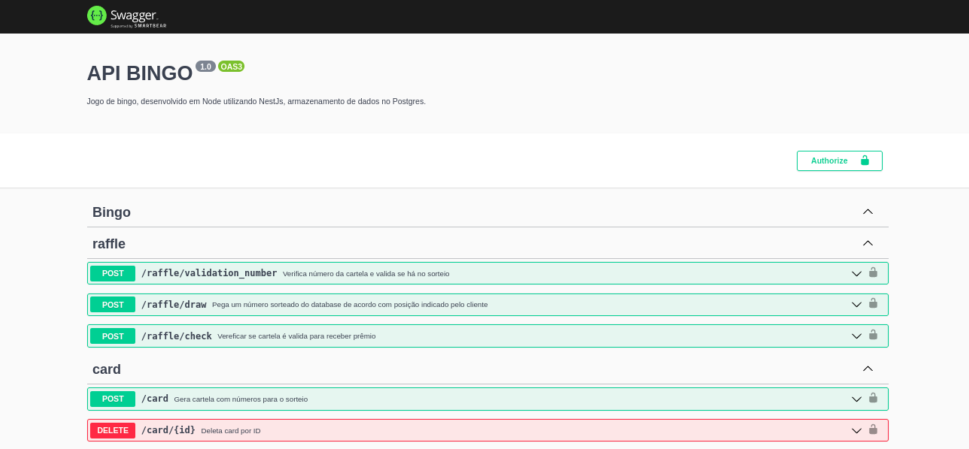 Swagger.
Supported by SMARTBEAR
API BINGO 1.0 OAS3
Jogo de bingo, desenvolvido em Node utilizando NestJs, armazenamento de dados no Postgres.
Authorize
Bingo
raffle
POST /raffle/validation_number Verifica número da cartela e valida se há no sorteio
POST /raffle/draw Pega um número sorteado do database de acordo com posição indicado pelo cliente
POST /raffle/check Vereficar se cartela é valida para receber prêmio
card
POST /card Gera cartela com números para o sorteio
DELETE /card/{id} Deleta card por ID